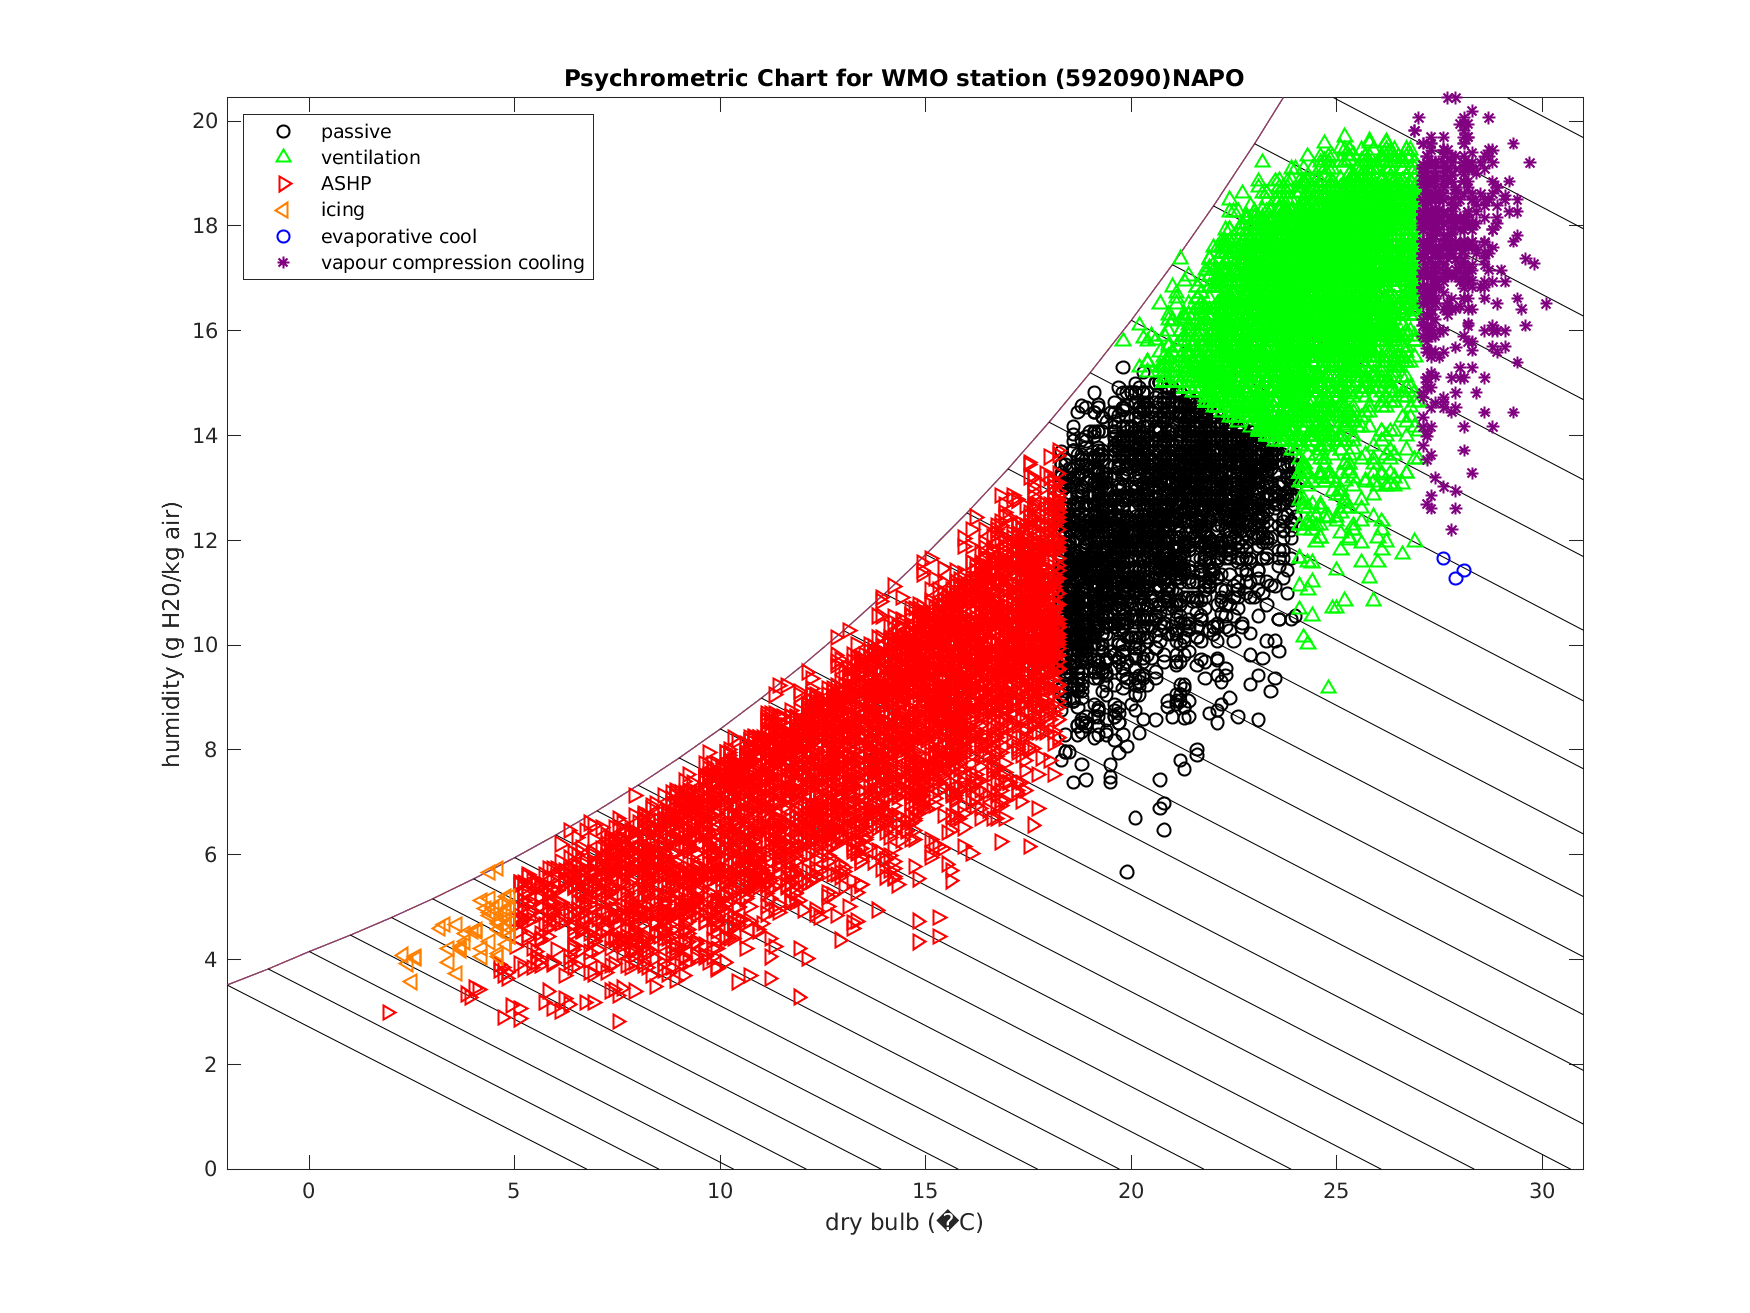 Psychrometric Chart for WMO station (592090)NAPO
passive
ventilation
ASHP
icing
evaporative cool
vapour compression cooling
humidity (g H20/kg air)
20
18
16
14
12
10
8
6
4
2
0
0 5 10 15 20 25 30
dry bulb (�C)